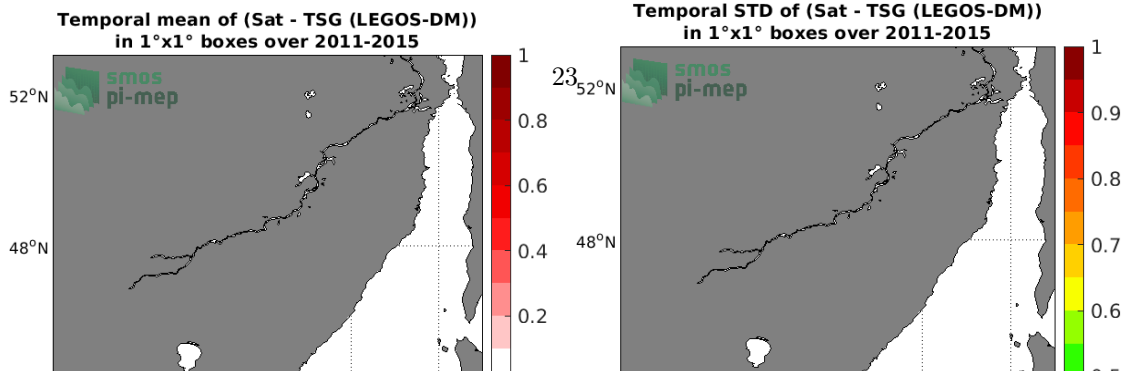 Temporal mean of (Sat - TSG (LEGOS-DM))
in 1°x1° boxes over 2011-2015
smos
pi-mep
52°N
48°N
1
0.8
0.6
0.4
0.2
23
Temporal STD of (Sat - TSG (LEGOS-DM))
in 1°x1° boxes over 2011-2015
smos
pi-mep
52°N
48°N
1
0.9
0.8
0.7
0.6